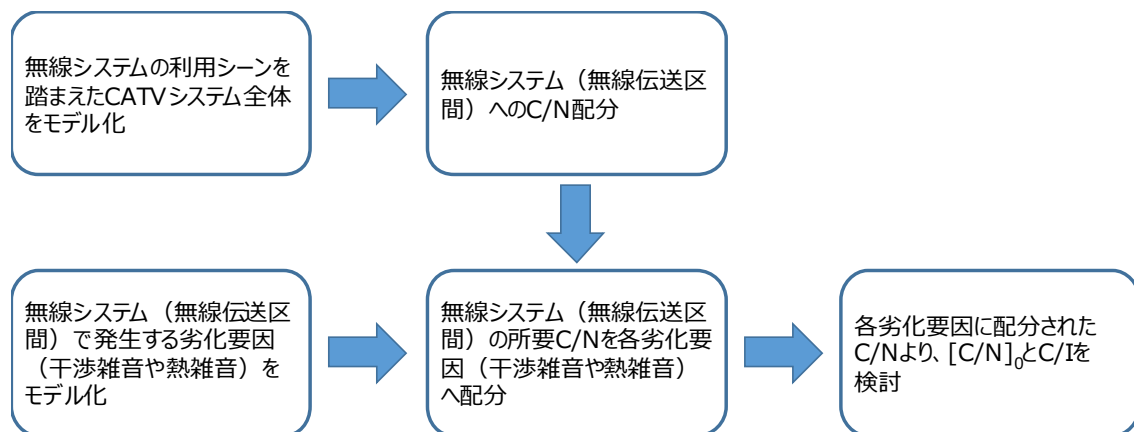 無線システムの利用シーンを
踏まえたCATVシステム全体
をモデル化
無線システム（無線伝送区
間）へのC/N配分
無線システム（無線伝送区
間）で発生する劣化要因
（干渉雑音や熱雑音）を
モデル化
無線システム（無線伝送区
間）の所要C/Nを各劣化要
因（干渉雑音や熱雑音）
へ配分
各劣化要因に配分された
C/Nより、[C/N]₀とC/Iを
検討